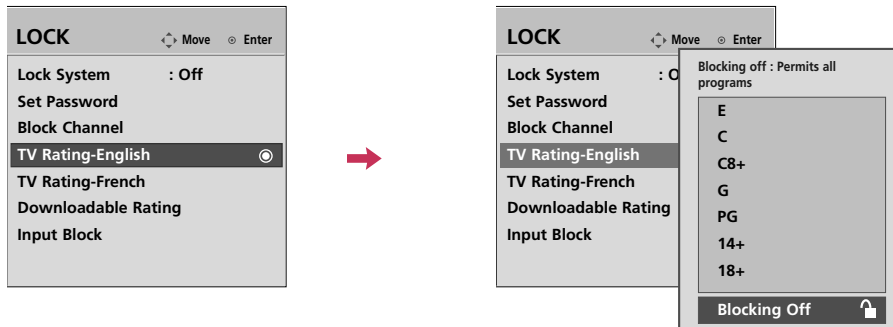 LOCK
Move Enter
Lock System : Off
Set Password
Block Channel
TV Rating-English
TV Rating-French
Downloadable Rating
Input Block
LOCK
Move Enter
Lock System : O
Set Password
Block Channel
TV Rating-English
TV Rating-French
Downloadable Rating
Input Block
Blocking off : Permits all
programs
E
C
C8+
G
PG
14+
18+
Blocking Off